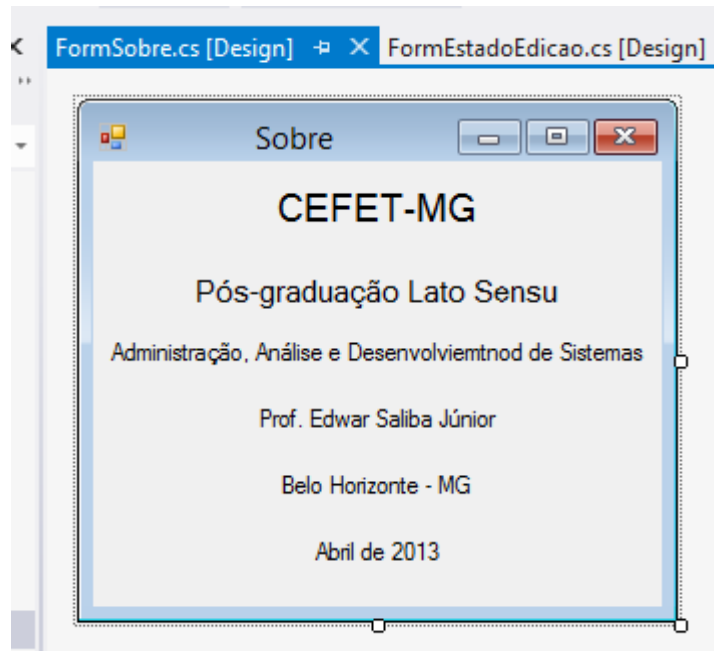 FormSobre.cs [Design] FormEstadoEdicao.cs [Design]
Sobre
CEFET-MG
Pós-graduação Lato Sensu
Administração, Análise e Desenvolviemtnod de Sistemas
Prof. Edwar Saliba Júnior
Belo Horizonte - MG
Abril de 2013